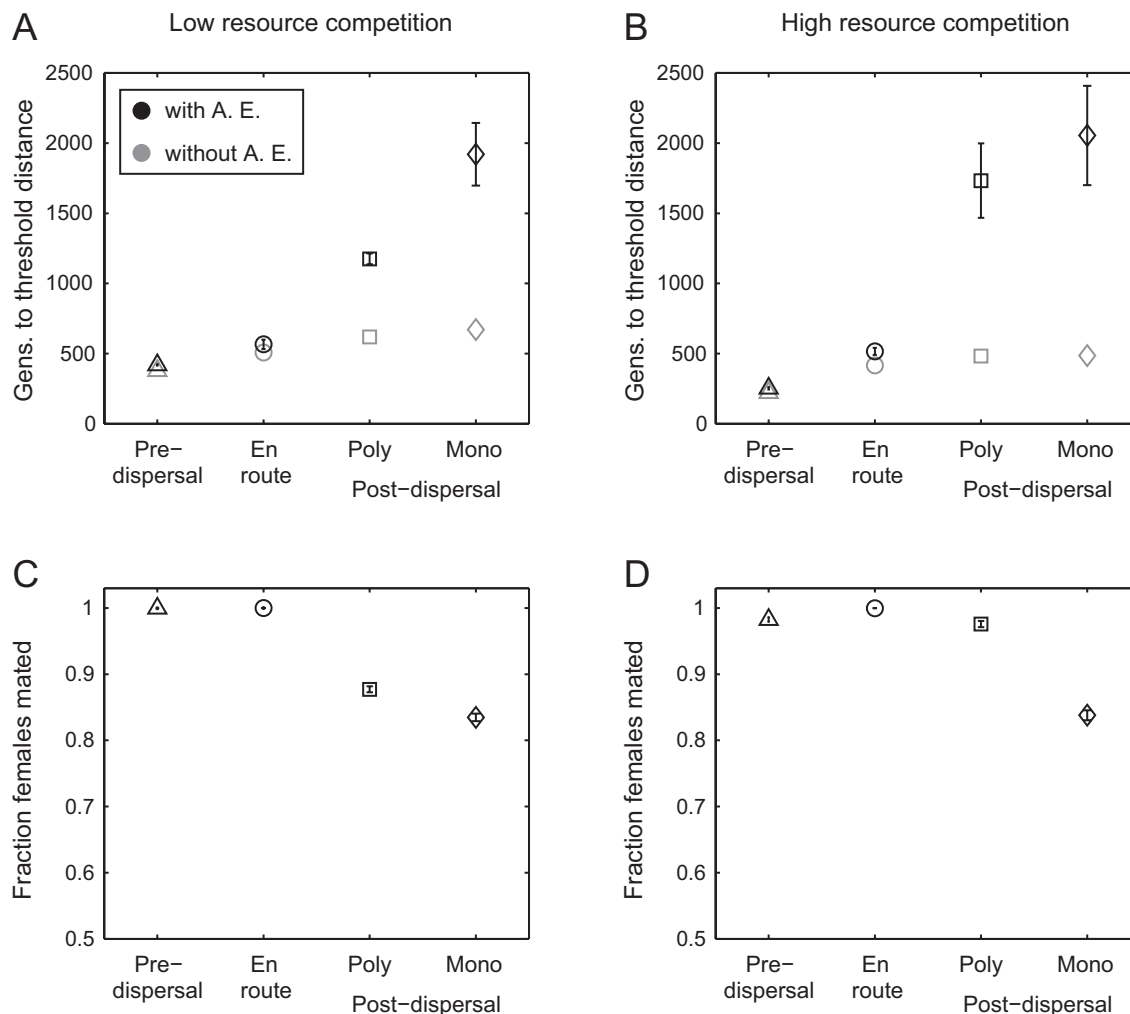 A
Low resource competition
Gens. to threshold distance
2500
2000
1500
1000
500
0
with A. E.
without A. E.
Pre−
dispersal
En
route
Poly
Mono
Post−dispersal
B
High resource competition
Gens. to threshold distance
2500
2000
1500
1000
500
0
Pre−
dispersal
En
route
Poly
Mono
Post−dispersal
C
Fraction females mated
1
0.9
0.8
0.7
0.6
0.5
Pre−
dispersal
En
route
Poly
Mono
Post−dispersal
D
Fraction females mated
1
0.9
0.8
0.7
0.6
0.5
Pre−
dispersal
En
route
Poly
Mono
Post−dispersal